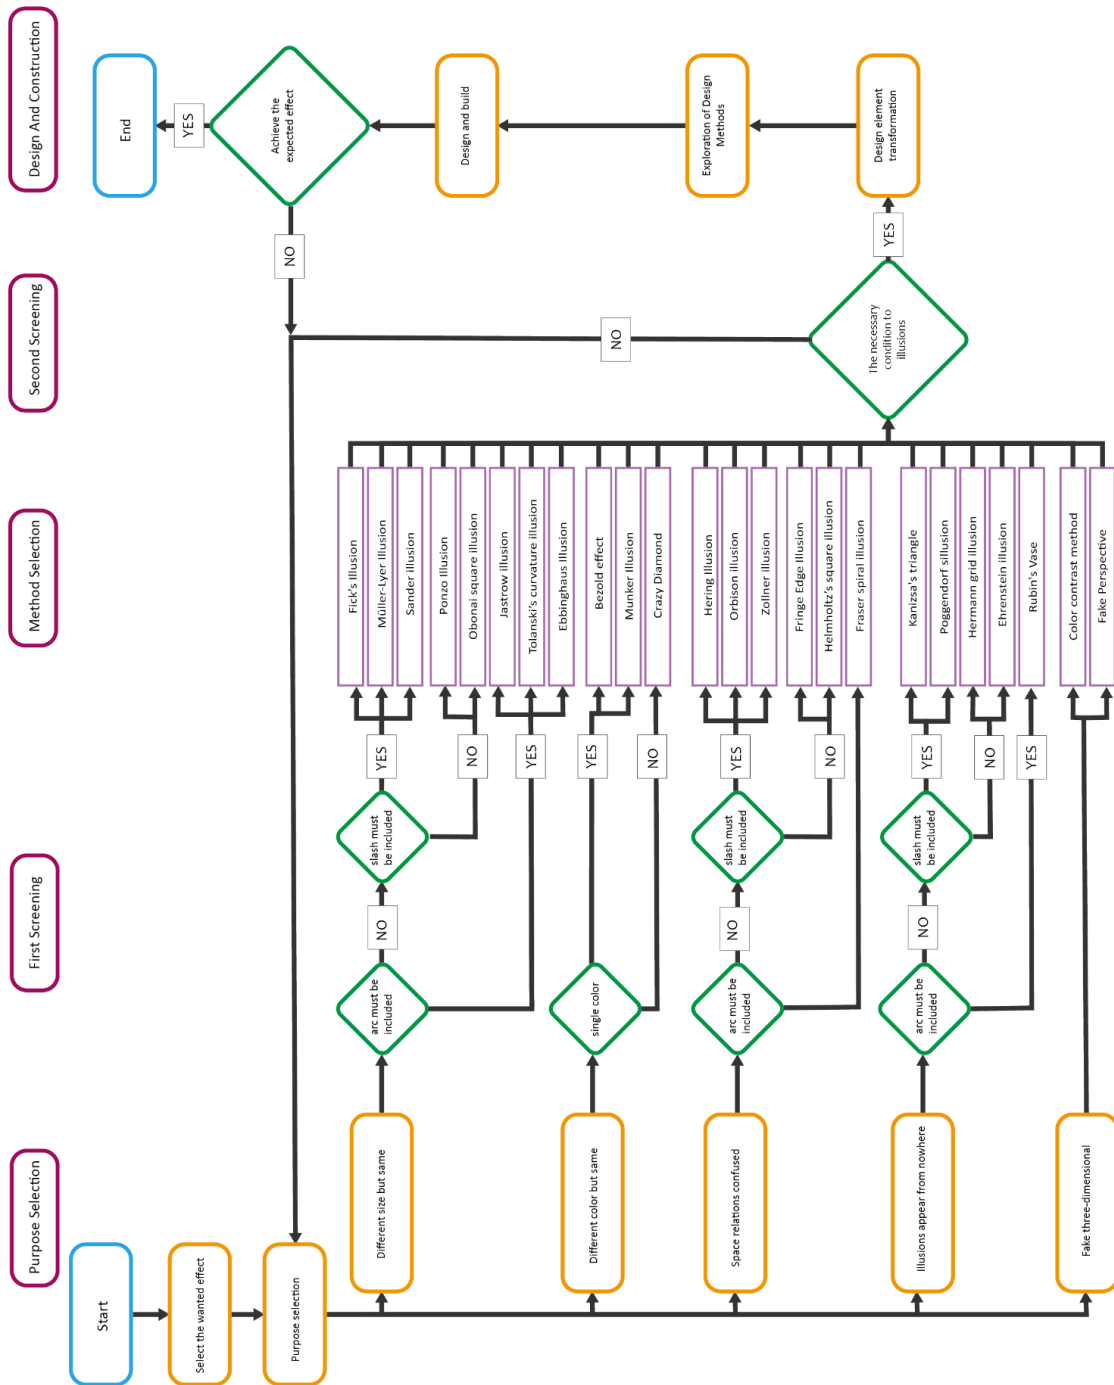 Purpose Selection
First Screening
Method Selection
Second Screening
Design And Construction
Start
Select the wanted effect
Purpose selection
Different size but same
Different color but same
Space relations confused
Illusions appear from nowhere
Fake three-dimensional
arc must be
included
NO
slash must
be included
YES
NO
YES
single color
YES
NO
arc must be
included
NO
slash must
be included
YES
NO
arc must be
included
NO
slash must
be included
YES
NO
YES
Fick's Illusion
Müller-Lyer Illusion
Sander illusion
Ponzo Illusion
Obonai square illusion
Jastrow illusion
Tolanski's curvature illusion
Ebbinghaus Illusion
Bezold effect
Munker Illusion
Crazy Diamond
Hering Illusion
Orbison illusion
Zollner illusion
Fringe Edge Illusion
Helmholtz's square illusion
Fraser spiral illusion
Kanizsa's triangle
Poggendorf sillusion
Hermann grid illusion
Ehrenstein illusion
Rubin's Vase
Color contrast method
Fake Perspective
The necessary
condition to
illusions
NO
YES
Design element
transformation
Exploration of Design
Methods
Design and build
Achieve the
expected effect
NO
YES
End